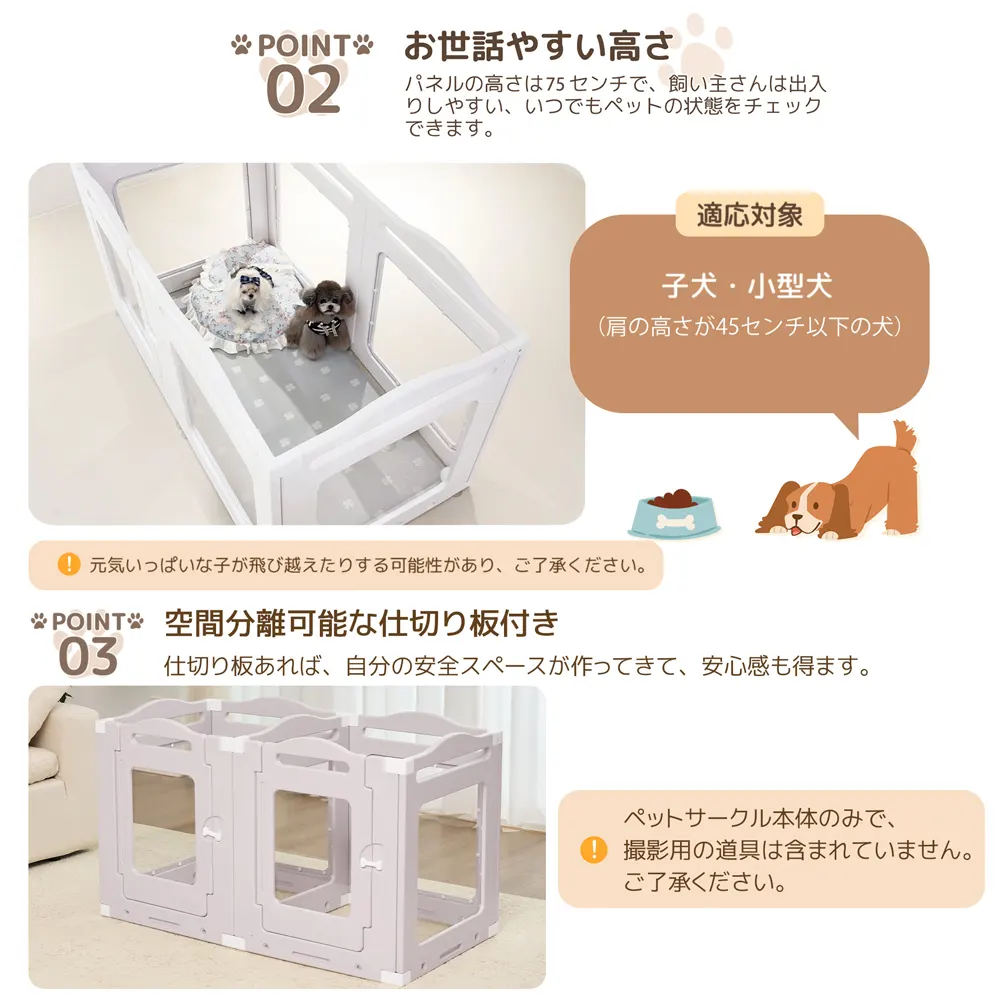 POINT
02
お世話やすい高さ
パネルの高さは75センチで、飼い主さんは出入
りしやすい、いつでもペットの状態をチェック
できます。
適応対象
子犬・小型犬
（肩の高さが45センチ以下の犬）
! 元気いっぱいな子が飛び越えたりする可能性があり、ご了承ください。
POINT
03
空間分離可能な仕切り板付き
仕切り板あれば、自分の安全スペースが作ってきて、安心感も得ます。
ペットサークル本体のみで、
! 撮影用の道具は含まれていません。
ご了承ください。